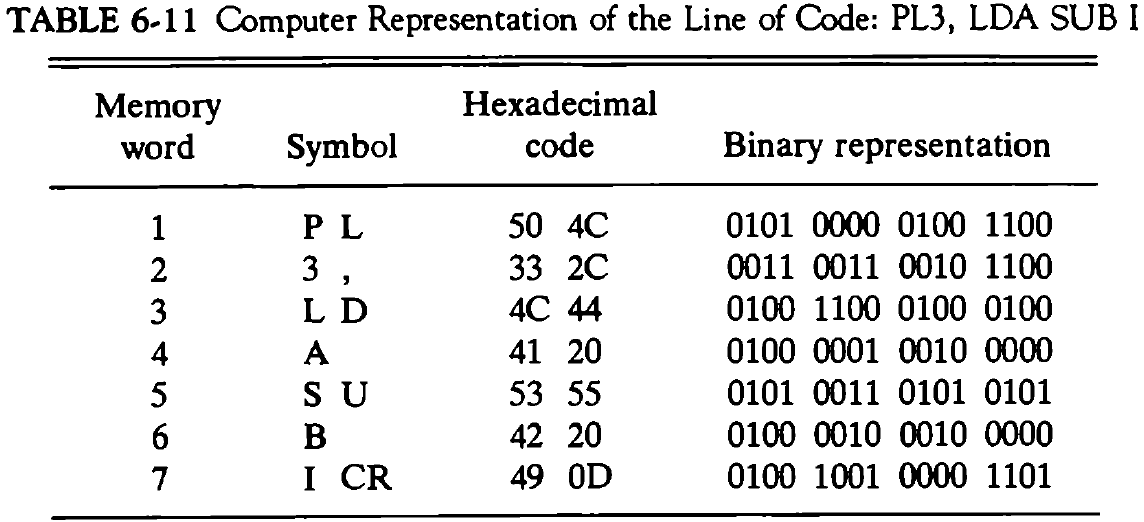 TABLE 6-11 Computer Representation of the Line of Code: PL3, LDA SUB I
Memory word Symbol Hexadecimal code Binary representation
1 P L 50 4C 0101 0000 0100 1100
2 3 , 33 2C 0011 0011 0010 1100
3 L D 4C 44 0100 1100 0100 0100
4 A 41 20 0100 0001 0010 0000
5 S U 53 55 0101 0011 0101 0101
6 B 42 20 0100 0010 0010 0000
7 I CR 49 0D 0100 1001 0000 1101